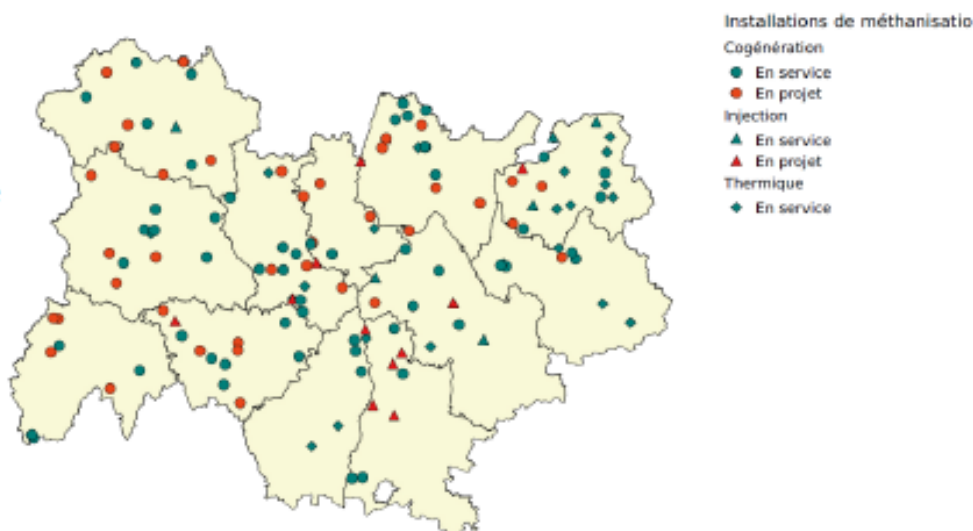 Installations de méthanisatio
Cogénération
En service
En projet
Injection
En service
En projet
Thermique
En service